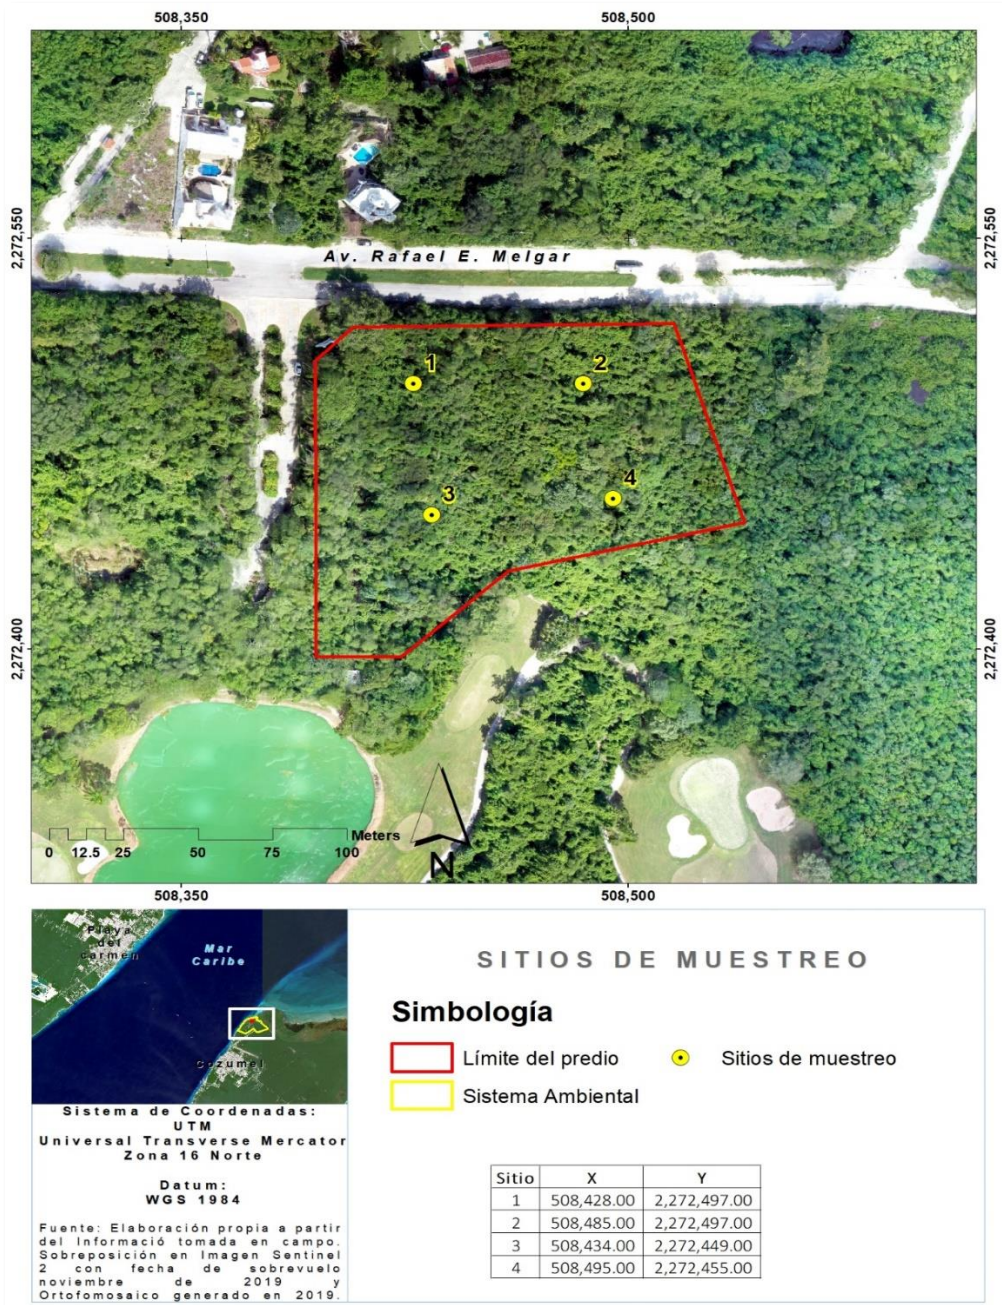 508,350 508,500
2,272,550 2,272,550
Av. Rafael E. Melgar
1
2
3
4
2,272,400 2,272,400
Meters
0 12.5 25 50 75 100
N
508,350 508,500
Playa
del
carmen
Mar
Caribe
Cozumel
Sistema de Coordenadas:
UTM
Universal Transverse Mercator
Zona 16 Norte
Datum:
WGS 1984
Fuente: Elaboración propia a partir
del Informació tomada en campo.
Sobreposición en Imagen Sentinel
2 con fecha de sobrevuelo
noviembre de 2019 y
Ortofomosaico generado en 2019.
SITIOS DE MUESTREO
Simbología
Límite del predio
Sitios de muestreo
Sistema Ambiental
Sitio X Y
1 508,428.00 2,272,497.00
2 508,485.00 2,272,497.00
3 508,434.00 2,272,449.00
4 508,495.00 2,272,455.00